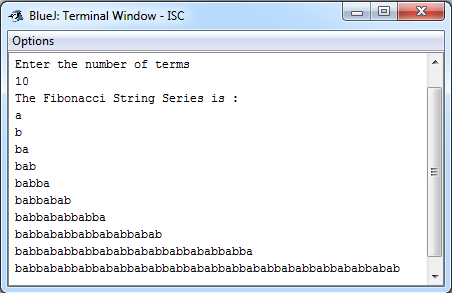 BlueJ: Terminal Window - ISC
Options
Enter the number of terms
10
The Fibonacci String Series is :
a
b
ba
bab
babba
babbabab
babbababbabba
babbababbabbababbabab
babbababbabbababbababbabbababbabba
babbababbabbababbababbabbababbabbababbababbabbababbabab